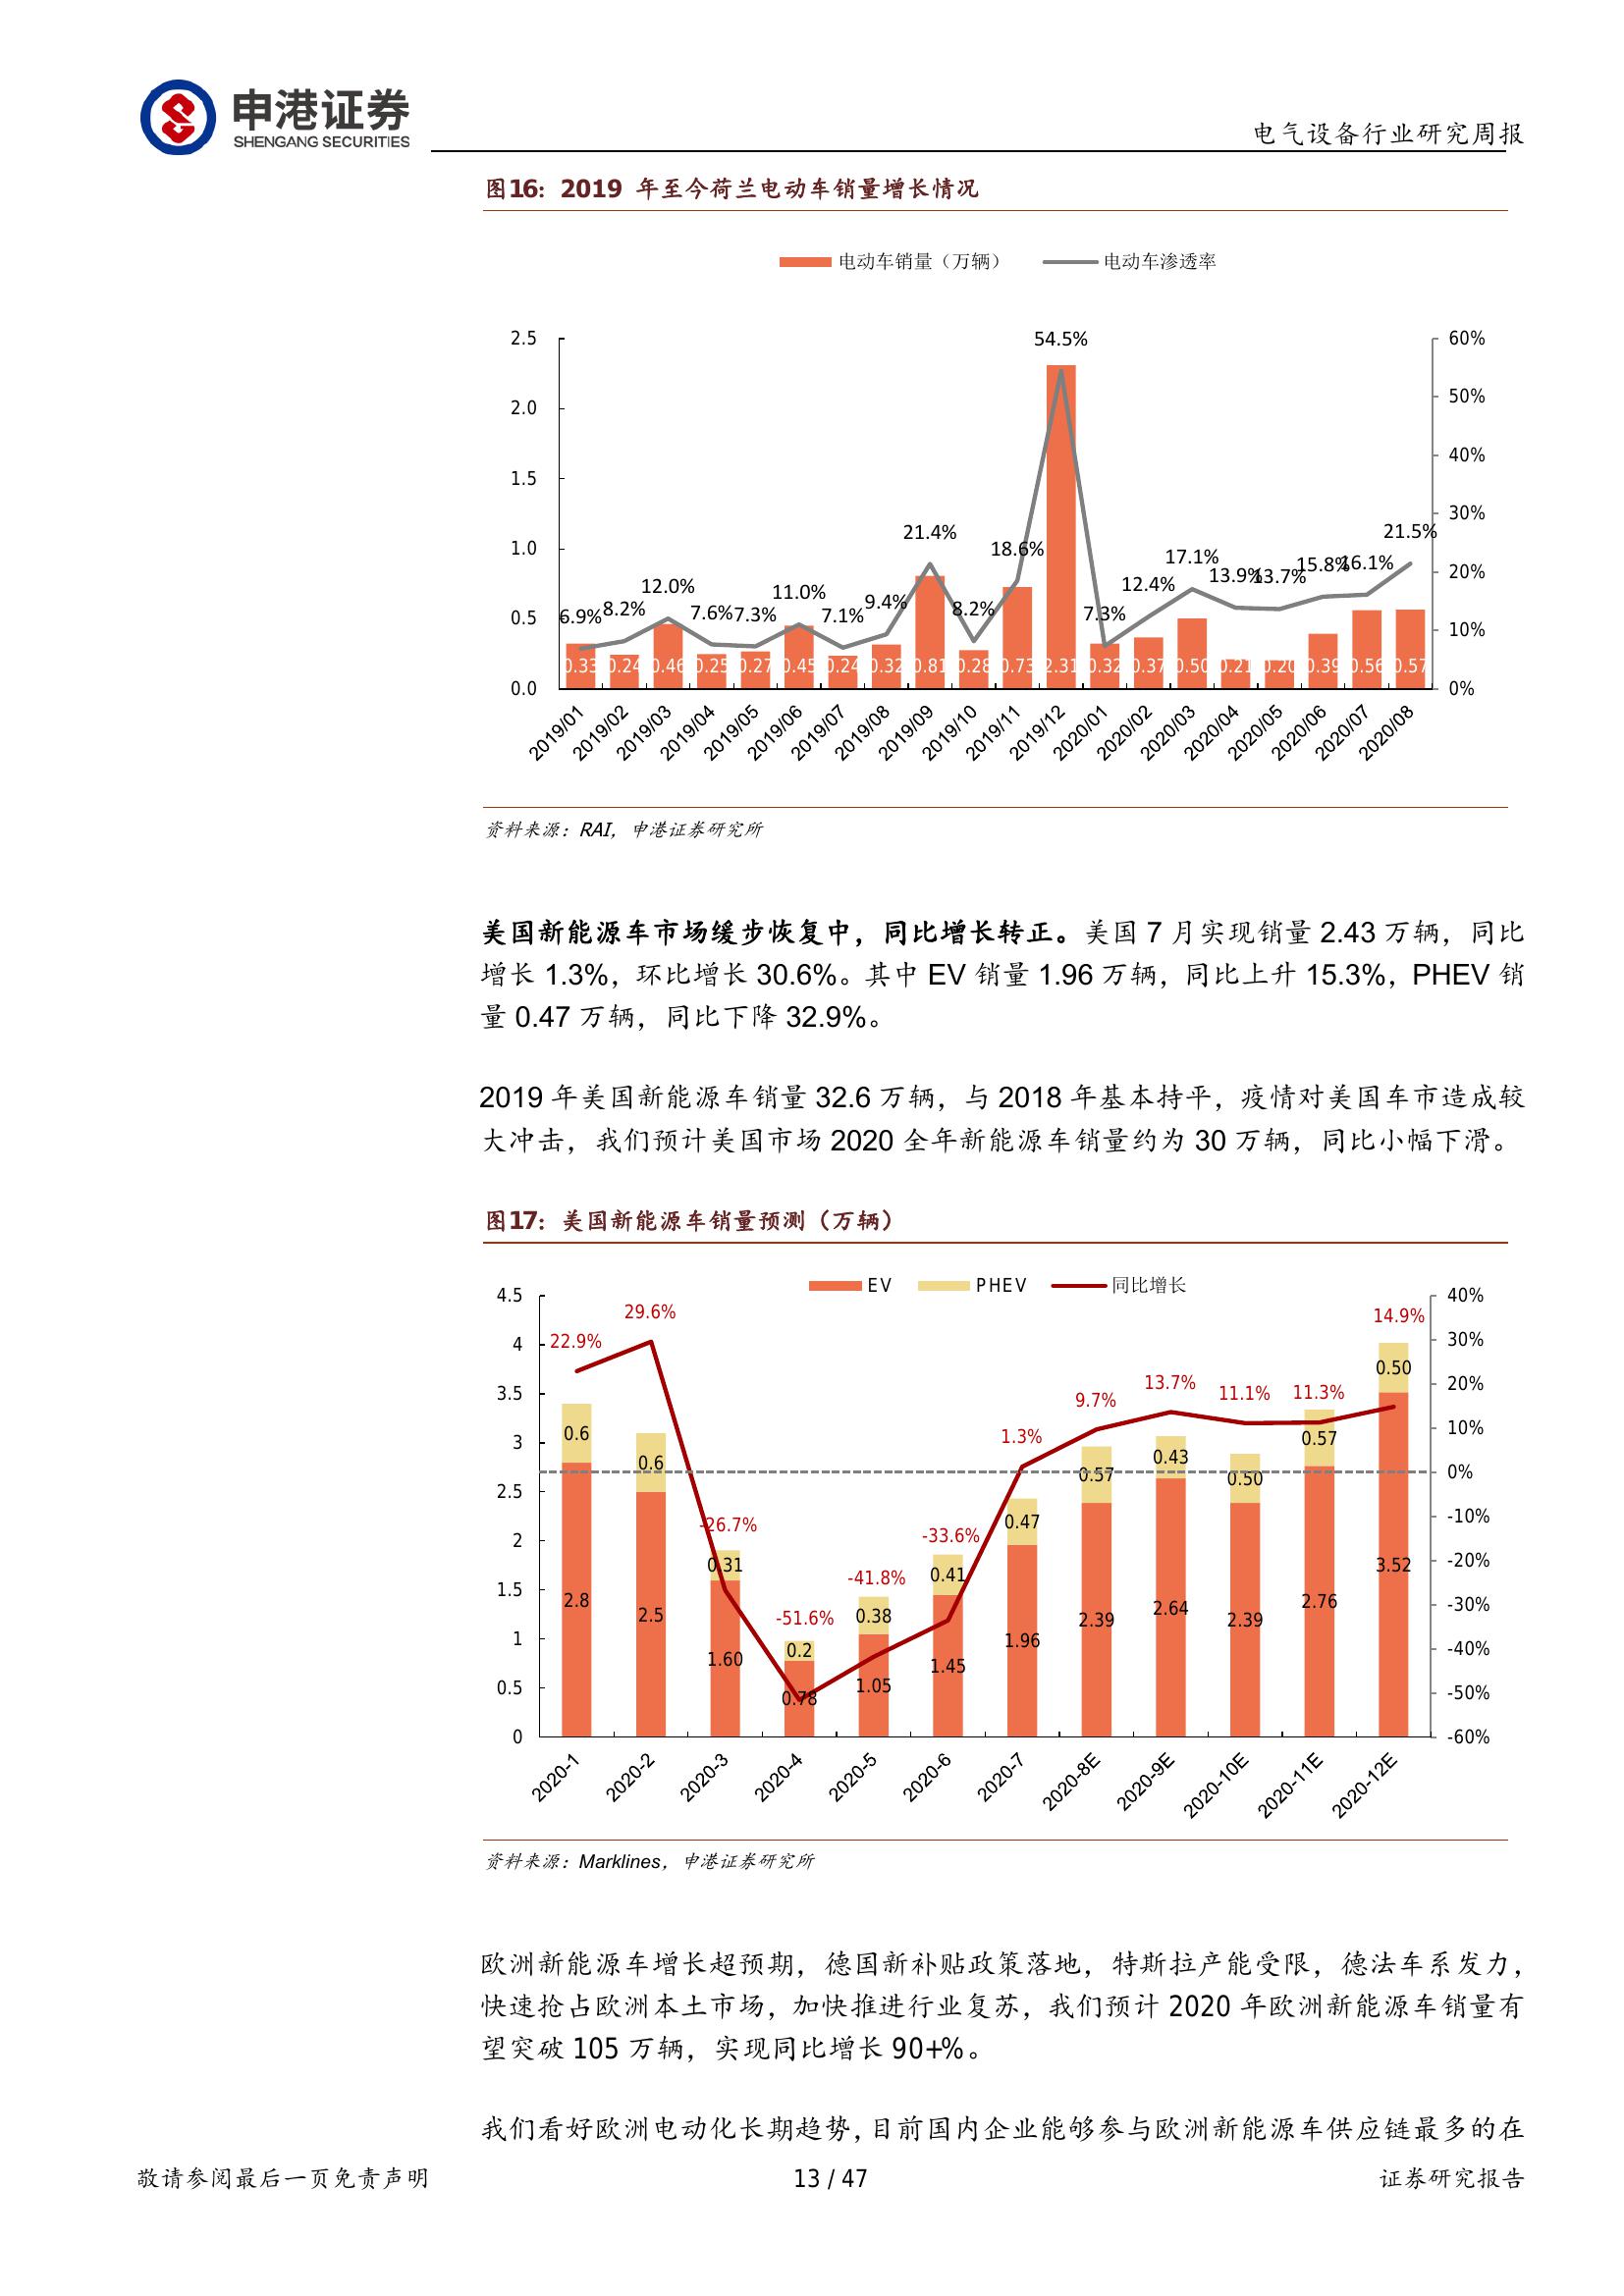 申港证券
SHENGANG SECURITIES
电气设备行业研究周报
图16：2019 年至今荷兰电动车销量增长情况
电动车销量（万辆） 电动车渗透率
2.5 2.0 1.5 1.0 0.5 0.0
60% 50% 40% 30% 20% 10% 0%
6.9% 8.2% 12.0% 7.6% 7.3% 11.0% 7.1% 9.4% 21.4% 8.2% 18.6% 54.5% 7.3% 12.4% 17.1% 13.9% 13.7% 15.8% 16.1% 21.5%
0.33 0.24 0.46 0.25 0.27 0.45 0.24 0.32 0.81 0.28 0.73 2.31 0.32 0.37 0.50 0.21 0.20 0.39 0.56 0.57
2019/01 2019/02 2019/03 2019/04 2019/05 2019/06 2019/07 2019/08 2019/09 2019/10 2019/11 2019/12 2020/01 2020/02 2020/03 2020/04 2020/05 2020/06 2020/07 2020/08
资料来源：RAI，申港证券研究所
美国新能源车市场缓步恢复中，同比增长转正。美国 7 月实现销量 2.43 万辆，同比
增长 1.3%，环比增长 30.6%。其中 EV 销量 1.96 万辆，同比上升 15.3%，PHEV 销
量 0.47 万辆，同比下降 32.9%。
2019 年美国新能源车销量 32.6 万辆，与 2018 年基本持平，疫情对美国车市造成较
大冲击，我们预计美国市场 2020 全年新能源车销量约为 30 万辆，同比小幅下滑。
图17：美国新能源车销量预测（万辆）
EV PHEV 同比增长
4.5 4 3.5 3 2.5 2 1.5 1 0.5 0
40% 30% 20% 10% 0% -10% -20% -30% -40% -50% -60%
22.9% 29.6% -26.7% -51.6% -41.8% -33.6% 1.3% 9.7% 13.7% 11.1% 11.3% 14.9%
0.6 0.6 0.31 0.2 0.38 0.41 0.47 0.57 0.43 0.50 0.57 0.50
2.8 2.5 1.60 0.78 1.05 1.45 1.96 2.39 2.64 2.39 2.76 3.52
2020-1 2020-2 2020-3 2020-4 2020-5 2020-6 2020-7 2020-8E 2020-9E 2020-10E 2020-11E 2020-12E
资料来源：Marklines，申港证券研究所
欧洲新能源车增长超预期，德国新补贴政策落地，特斯拉产能受限，德法车系发力，
快速抢占欧洲本土市场，加快推进行业复苏，我们预计 2020 年欧洲新能源车销量有
望突破 105 万辆，实现同比增长 90+%。
我们看好欧洲电动化长期趋势，目前国内企业能够参与欧洲新能源车供应链最多的在
敬请参阅最后一页免责声明 13 / 47 证券研究报告